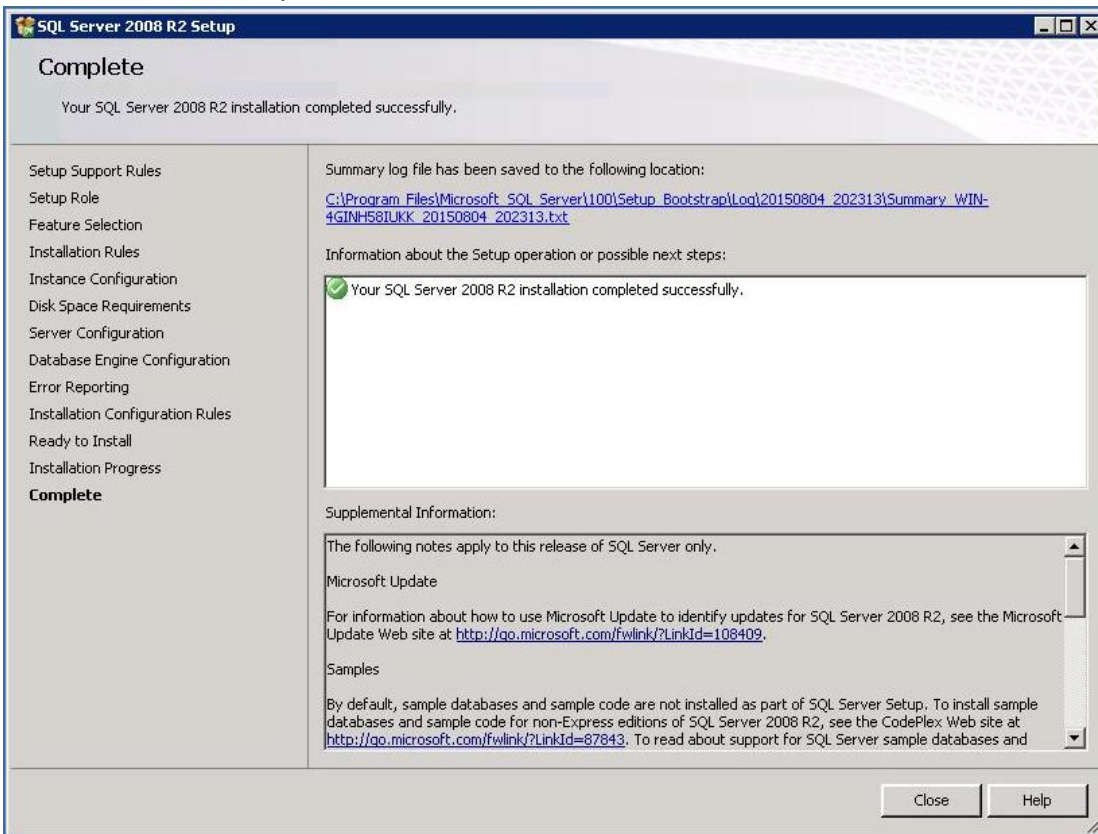 SQL Server 2008 R2 Setup
Complete
Your SQL Server 2008 R2 installation completed successfully.
Setup Support Rules
Setup Role
Feature Selection
Installation Rules
Instance Configuration
Disk Space Requirements
Server Configuration
Database Engine Configuration
Error Reporting
Installation Configuration Rules
Ready to Install
Installation Progress
Complete
Summary log file has been saved to the following location:
C:\Program Files\Microsoft SQL Server\100\Setup Bootstrap\Log\20150804_202313\Summary_WIN-
4GINH58IUKK_20150804_202313.txt
Information about the Setup operation or possible next steps:
Your SQL Server 2008 R2 installation completed successfully.
Supplemental Information:
The following notes apply to this release of SQL Server only.
Microsoft Update
For information about how to use Microsoft Update to identify updates for SQL Server 2008 R2, see the Microsoft
Update Web site at http://go.microsoft.com/fwlink/?LinkId=108409.
Samples
By default, sample databases and sample code are not installed as part of SQL Server Setup. To install sample
databases and sample code for non-Express editions of SQL Server 2008 R2, see the CodePlex Web site at
http://go.microsoft.com/fwlink/?LinkId=87843. To read about support for SQL Server sample databases and
Close
Help